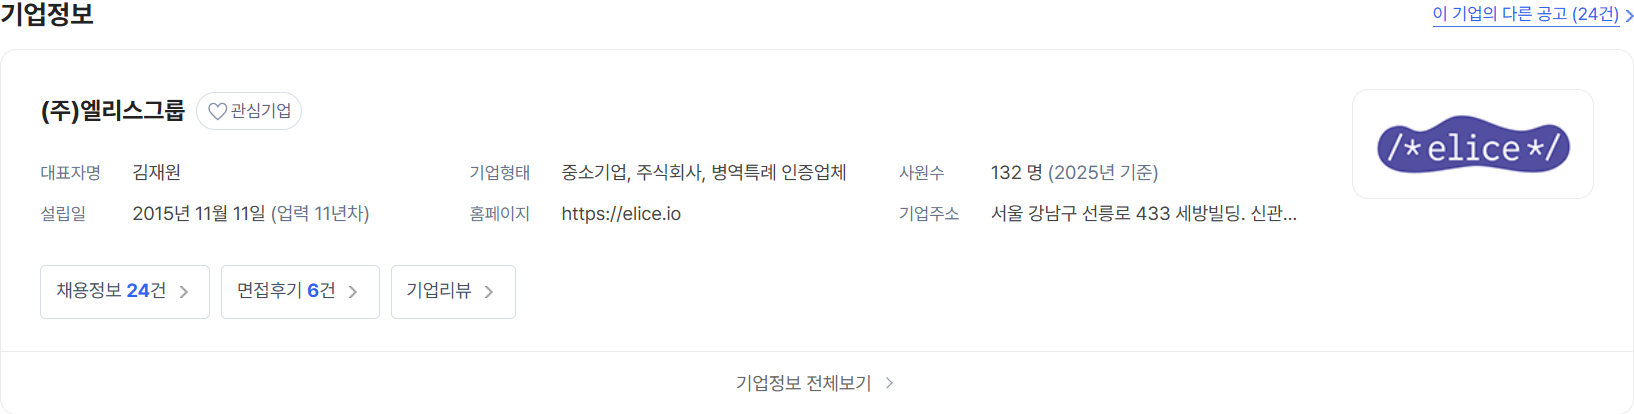 기업정보
이 기업의 다른 공고 (24건)
(주)엘리스그룹 관심기업
/*elice*/
대표자명 김재원 기업형태 중소기업, 주식회사, 병역특례 인증업체 사원수 132 명 (2025년 기준)
설립일 2015년 11월 11일 (업력 11년차) 홈페이지 https://elice.io 기업주소 서울 강남구 선릉로 433 세방빌딩. 신관...
채용정보 24건 면접후기 6건 기업리뷰
기업정보 전체보기